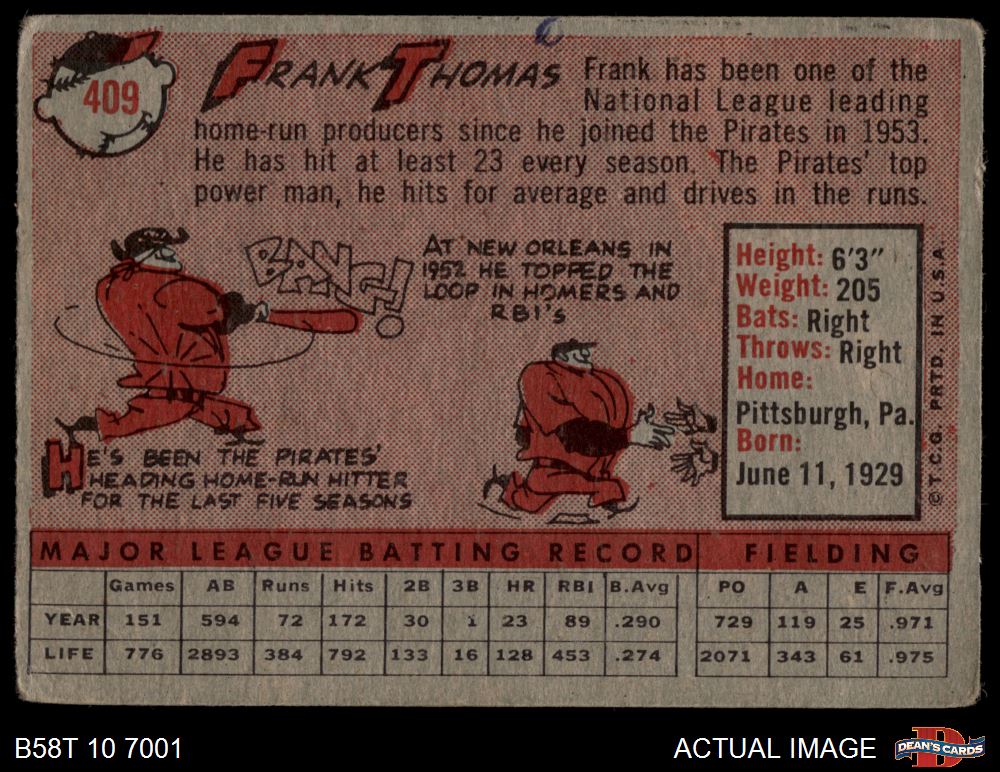 409
FRANK THOMAS
Frank has been one of the
National League leading
home-run producers since he joined the Pirates in 1953.
He has hit at least 23 every season. The Pirates' top
power man, he hits for average and drives in the runs.
BANG!
AT NEW ORLEANS IN
1952 HE TOPPED THE
LOOP IN HOMERS AND
RBI'S
HE'S BEEN THE PIRATES'
HEADING HOME-RUN HITTER
FOR THE LAST FIVE SEASONS
Height: 6'3"
Weight: 205
Bats: Right
Throws: Right
Home:
Pittsburgh, Pa.
Born:
June 11, 1929
©T.C.G. PRTD. IN U.S.A.
MAJOR LEAGUE BATTING RECORD FIELDING
Games AB Runs Hits 2B 3B HR RBI B.Avg PO A E F.Avg
YEAR 151 594 72 172 30 1 23 89 .290 729 119 25 .971
LIFE 776 2893 384 792 133 16 128 453 .274 2071 343 61 .975
B58T 10 7001
ACTUAL IMAGE
D
DEAN'S CARDS